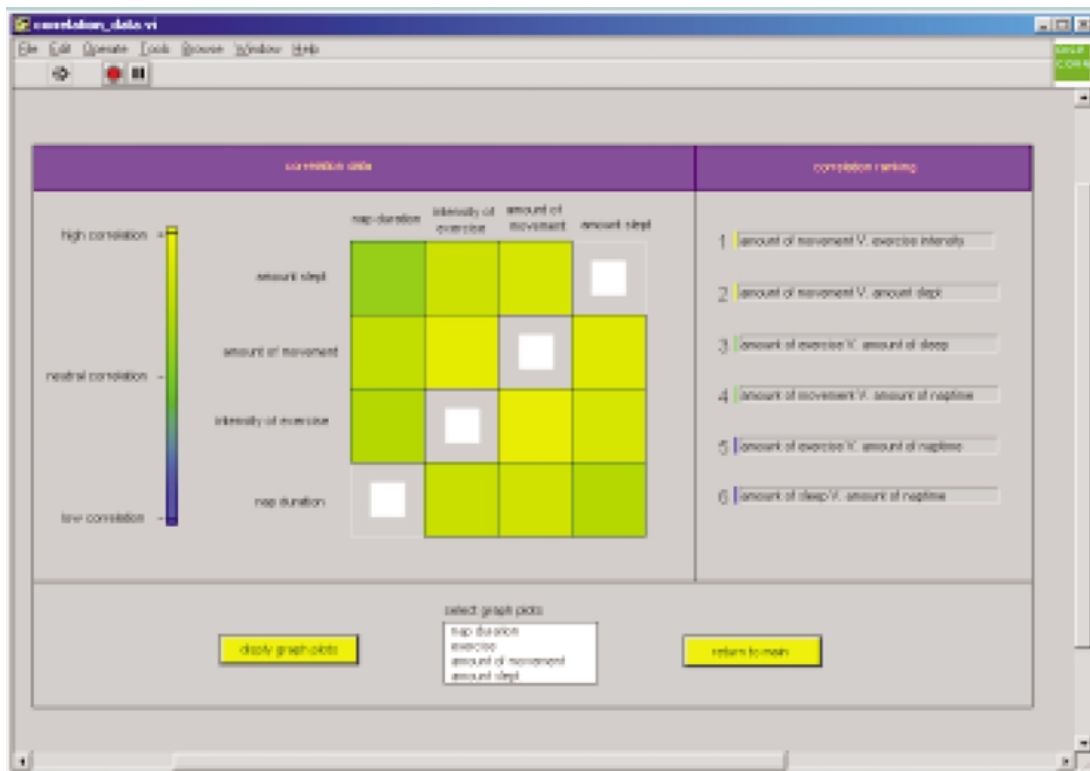 correlation_data.vi
File Edit Operate Tools Browse Window Help
DISP
CORR
correlation data
correlation ranking
nap duration
intensity of exercise
amount of movement
amount slept
high correlation
neutral correlation
low correlation
amount slept
amount of movement
intensity of exercise
nap duration
1 amount of movement V. exercise intensity
2 amount of movement V. amount slept
3 amount of exercise V. amount of sleep
4 amount of movement V. amount of naptime
5 amount of exercise V. amount of naptime
6 amount of sleep V. amount of naptime
select graph plots
nap duration
exercise
amount of movement
amount slept
disply graph plots
return to main